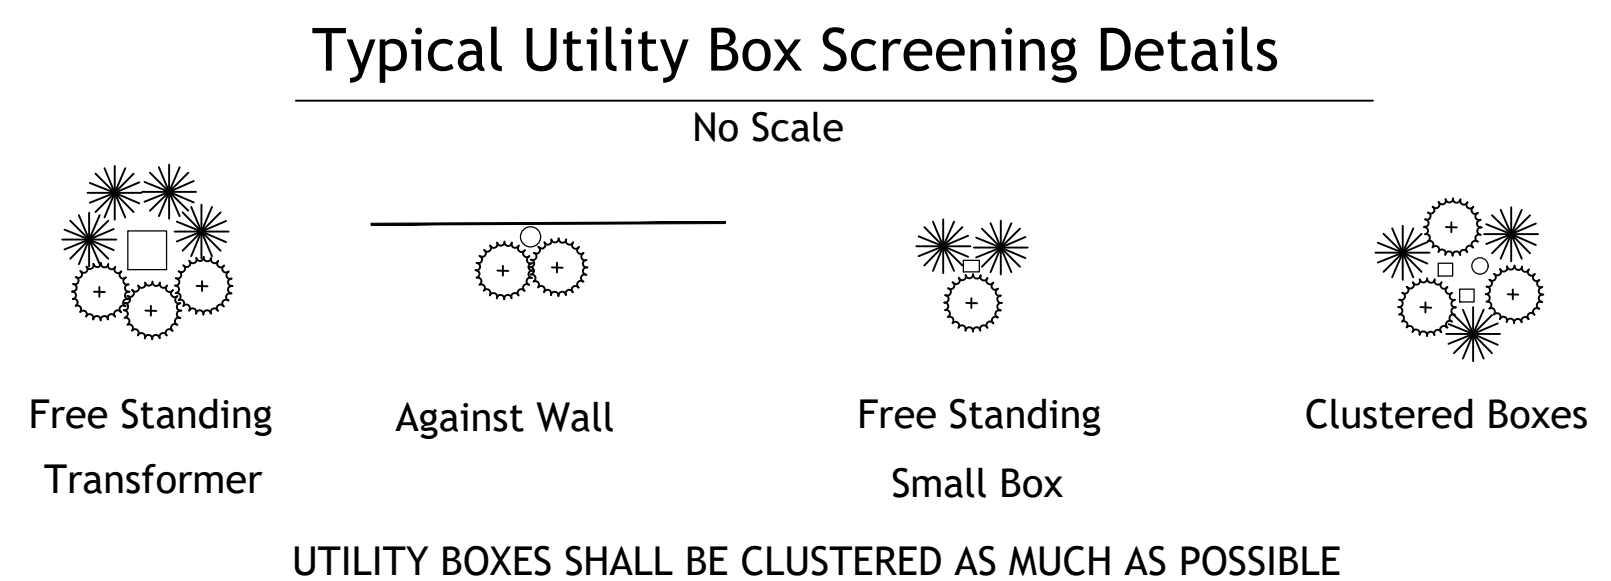 Typical Utility Box Screening Details
No Scale
Free Standing
Transformer
Against Wall
Free Standing
Small Box
Clustered Boxes
UTILITY BOXES SHALL BE CLUSTERED AS MUCH AS POSSIBLE